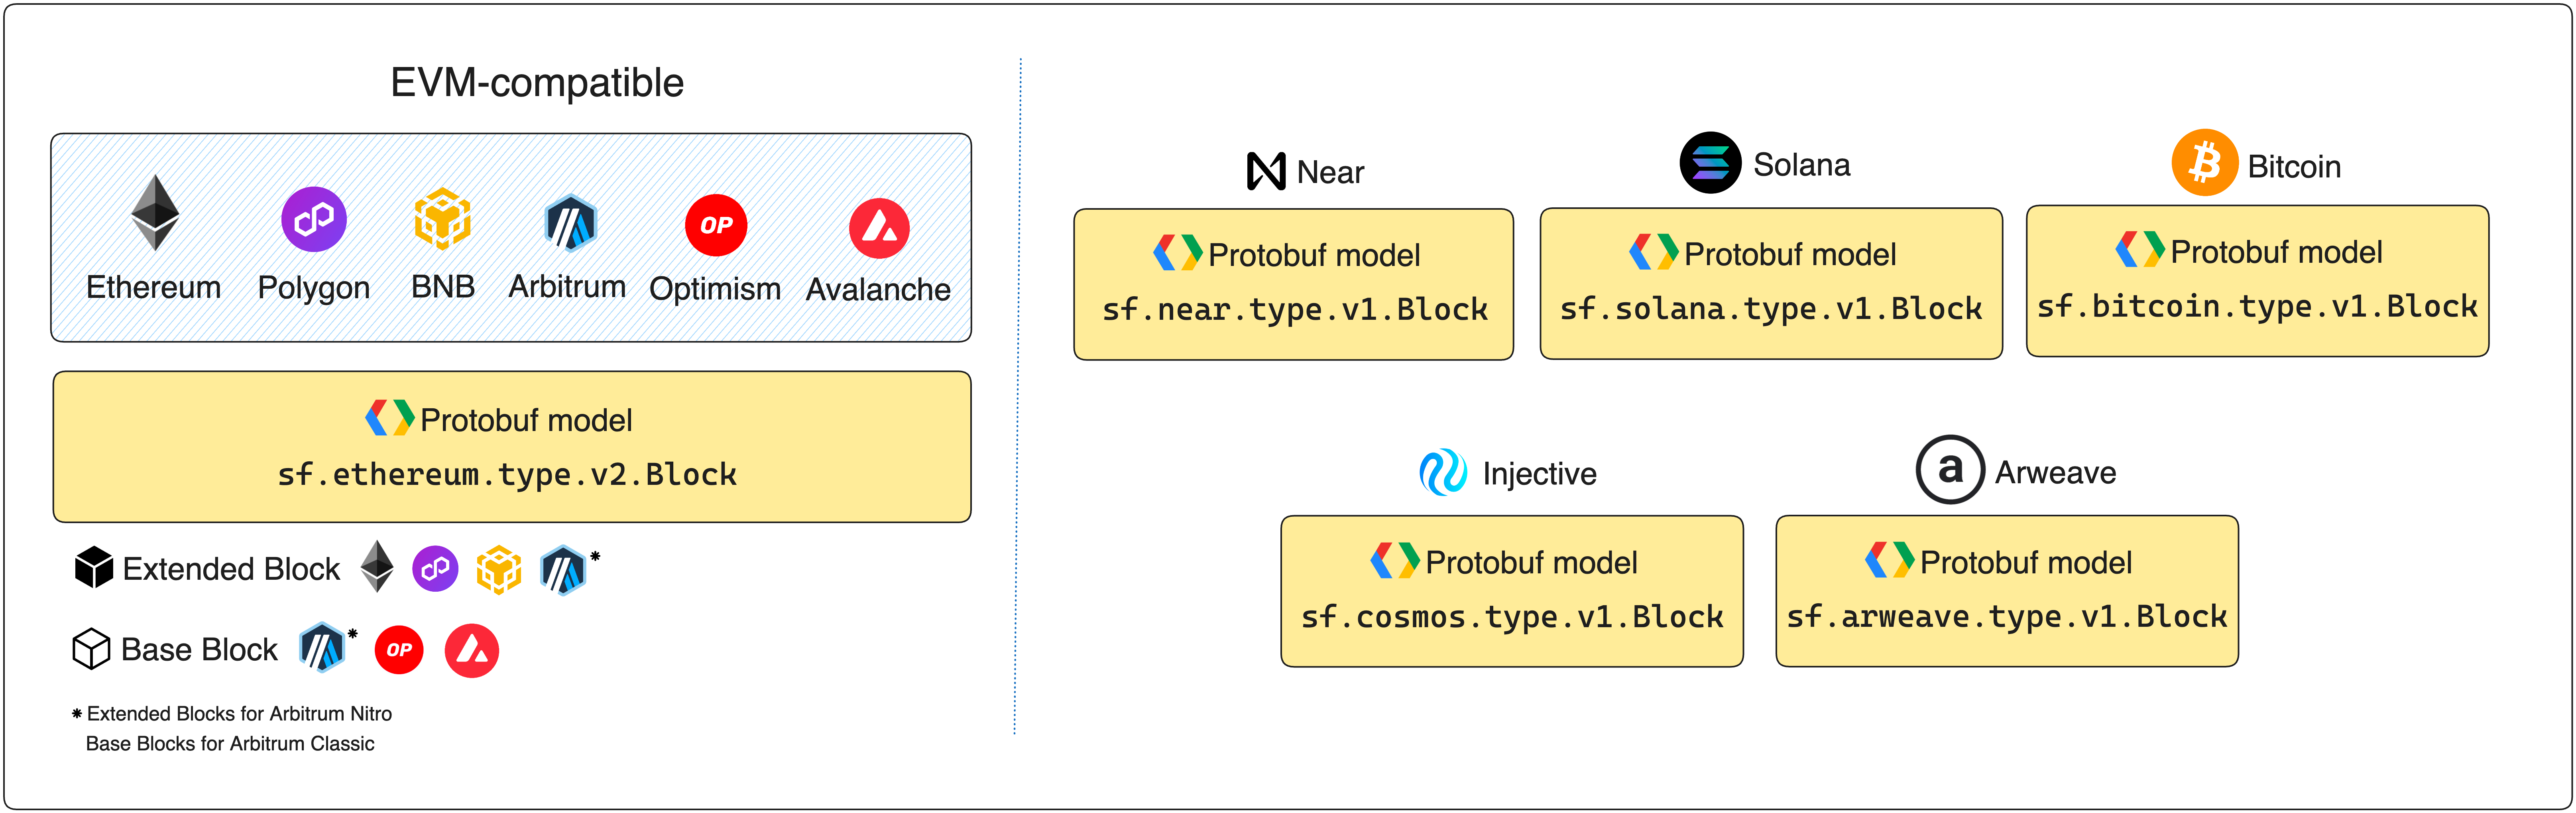 EVM-compatible
Ethereum
Polygon
BNB
Arbitrum
OP
Optimism
Avalanche
Protobuf model
sf.ethereum.type.v2.Block
Extended Block *
Base Block * OP
* Extended Blocks for Arbitrum Nitro
Base Blocks for Arbitrum Classic
Near
Protobuf model
sf.near.type.v1.Block
Solana
Protobuf model
sf.solana.type.v1.Block
Bitcoin
Protobuf model
sf.bitcoin.type.v1.Block
Injective
Protobuf model
sf.cosmos.type.v1.Block
a Arweave
Protobuf model
sf.arweave.type.v1.Block